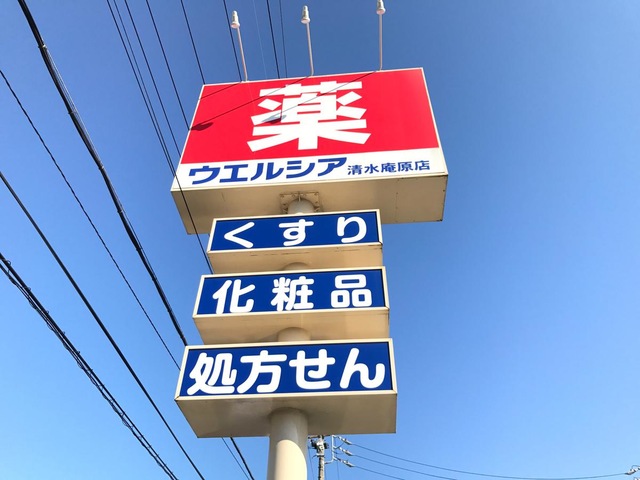 薬
ウエルシア 清水庵原店
くすり
化粧品
処方せん